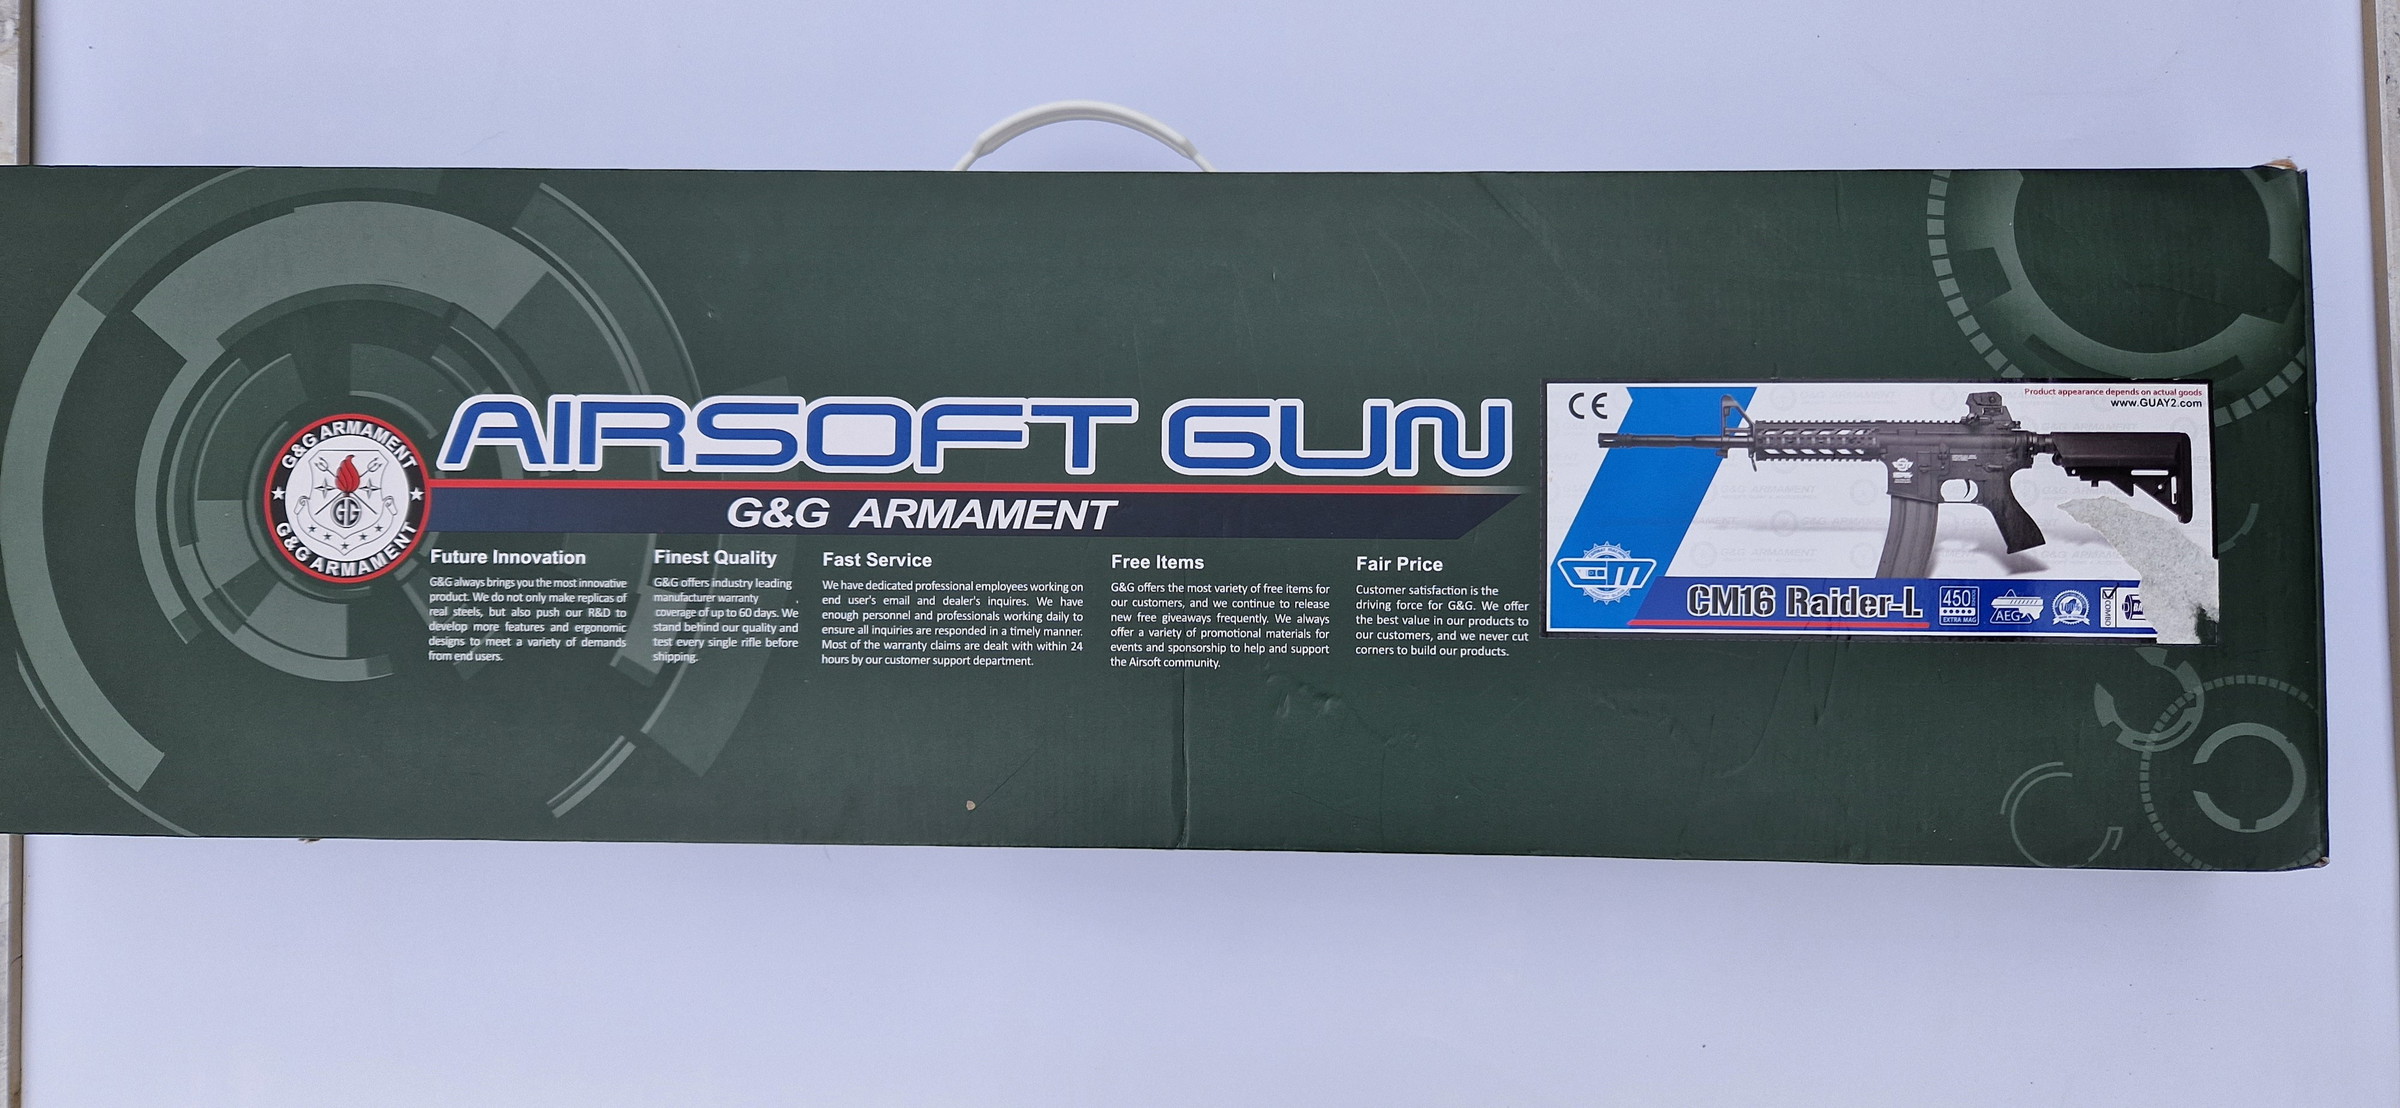 AIRSOFT GUN
G&G ARMAMENT
G&G ARMAMENT
GG
G&G ARMAMENT
Future Innovation
G&G always brings you the most innovative
product. We do not only make replicas of
real steels, but also push our R&D to
develop more features and ergonomic
designs to meet a variety of demands
from end users.
Finest Quality
G&G offers industry leading
manufacturer warranty
coverage of up to 60 days. We
stand behind our quality and
test every single rifle before
shipping.
Fast Service
We have dedicated professional employees working on
end user's email and dealer's inquires. We have
enough personnel and professionals working daily to
ensure all inquiries are responded in a timely manner.
Most of the warranty claims are dealt with within 24
hours by our customer support department.
Free Items
G&G offers the most variety of free items for
our customers, and we continue to release
new free giveaways frequently. We always
offer a variety of promotional materials for
events and sponsorship to help and support
the Airsoft community.
Fair Price
Customer satisfaction is the
driving force for G&G. We offer
the best value in our products to
our customers, and we never cut
corners to build our products.
CE
Product appearance depends on actual goods
www.GUAY2.com
CM16 Raider-L
450
EXTRA MAG
AEG
COMBO